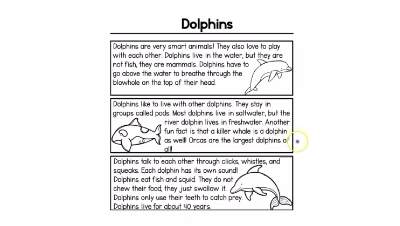 Dolphins
Dolphins are very smart animals! They also love to play
with each other. Dolphins live in the water, but they are
not fish, they are mammals. Dolphins have to
go above the water to breathe through the
blowhole on the top of their head.
Dolphins like to live with other dolphins. They stay in
groups called pods. Most dolphins live in saltwater, but the
river dolphin lives in freshwater. Another
fun fact is that a killer whale is a dolphin
as well! Orcas are the largest dolphins of
all!
Dolphins talk to each other through clicks, whistles, and
squeaks. Each dolphin has its own sound!
Dolphins eat fish and squid. They do not
chew their food, they just swallow it.
Dolphins only use their teeth to catch prey.
Dolphins live for about 40 years.